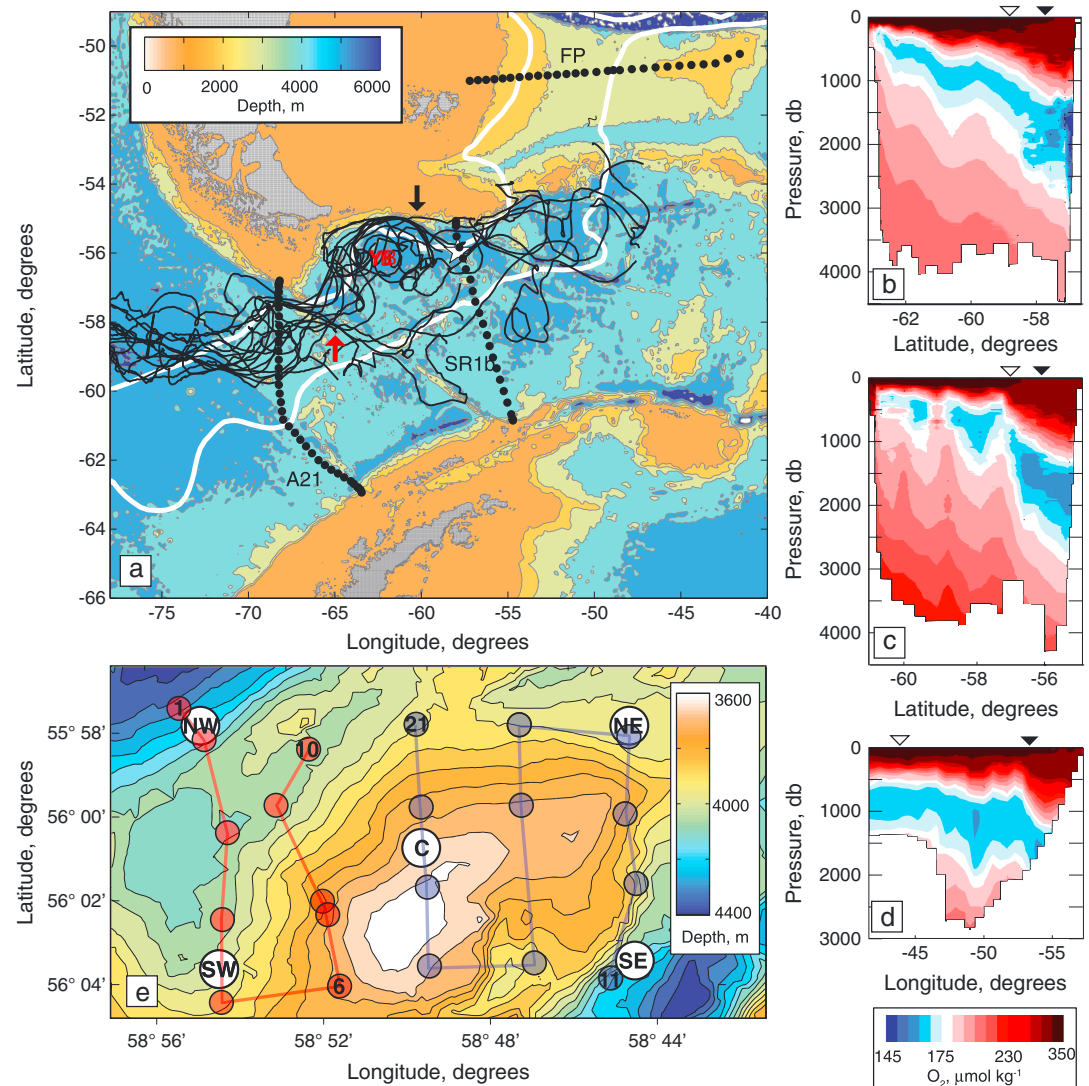 0 2000 4000 6000
Depth, m
-50
-52
-54
-56
-58
-60
-62
-64
-66
Latitude, degrees
FP
SR1b
A21
a
-75 -70 -65 -60 -55 -50 -45 -40
Longitude, degrees
0
1000
2000
3000
4000
Pressure, db
b
-62 -60 -58
Latitude, degrees
0
1000
2000
3000
4000
Pressure, db
c
-60 -58 -56
Latitude, degrees
0
1000
2000
3000
Pressure, db
d
-45 -50 -55
Longitude, degrees
145 175 230 350
O2, μmol kg-1
55° 58'
56° 00'
56° 02'
56° 04'
Latitude, degrees
1
NW
10
21
NE
C
SW
6
SE
11
e
3600
4000
4400
Depth, m
58° 56' 58° 52' 58° 48' 58° 44'
Longitude, degrees